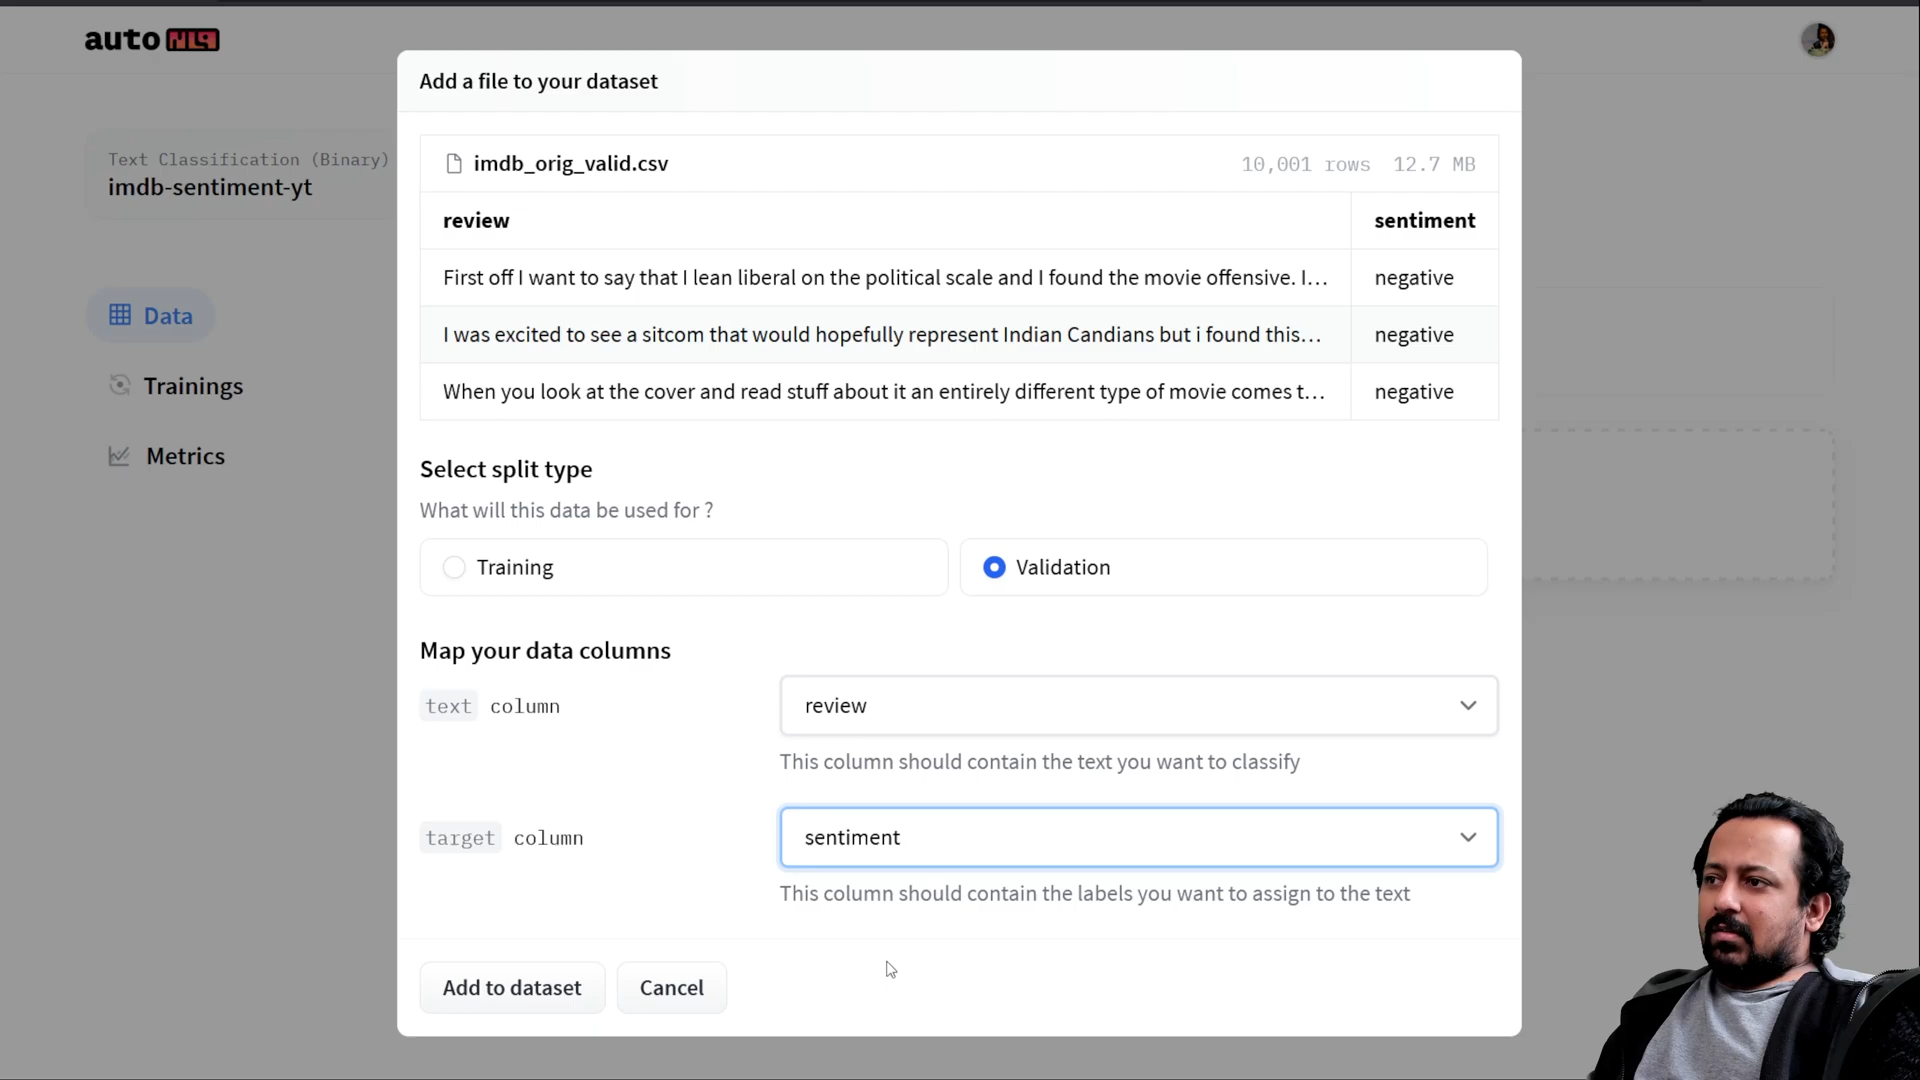 auto NLP
Add a file to your dataset
Text Classification (Binary)
imdb-sentiment-yt
Data
Trainings
Metrics
imdb_orig_valid.csv 10,001 rows 12.7 MB
review sentiment
First off I want to say that I lean liberal on the political scale and I found the movie offensive. I... negative
I was excited to see a sitcom that would hopefully represent Indian Candians but i found this... negative
When you look at the cover and read stuff about it an entirely different type of movie comes t... negative
Select split type
What will this data be used for ?
Training Validation
Map your data columns
text column review
This column should contain the text you want to classify
target column sentiment
This column should contain the labels you want to assign to the text
Add to dataset Cancel